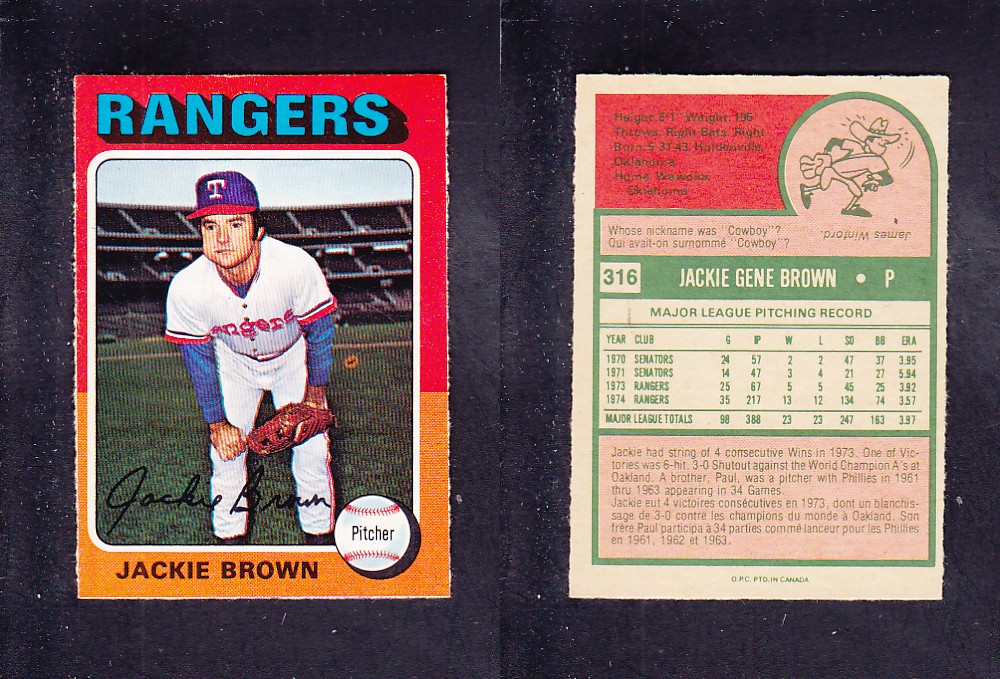 RANGERS
T
angers
Jackie Brown
Pitcher
JACKIE BROWN
Height: 6'1" Weight: 195
Throws: Right Bats: Right
Born: 5-31-43, Holdenville,
Oklahoma
Home: Wewoka,
Oklahoma
Whose nickname was "Cowboy"?
Qui avait-on surnommé "Cowboy"?
James Winford.
316 JACKIE GENE BROWN • P
MAJOR LEAGUE PITCHING RECORD
YEAR CLUB G IP W L SO BB ERA
1970 SENATORS 24 57 2 2 47 37 3.95
1971 SENATORS 14 47 3 4 21 27 5.94
1973 RANGERS 25 67 5 5 45 25 3.92
1974 RANGERS 35 217 13 12 134 74 3.57
MAJOR LEAGUE TOTALS 98 388 23 23 247 163 3.97
Jackie had string of 4 consecutive Wins in 1973. One of Vic-
tories was 6-hit, 3-0 Shutout against the World Champion A's at
Oakland. A brother, Paul, was a pitcher with Phillies in 1961
thru 1963 appearing in 34 Games.
Jackie eut 4 victoires consécutives en 1973, dont un blanchis-
sage de 3-0 contre les champions du monde à Oakland. Son
frère Paul participa à 34 parties comme lanceur pour les Phillies
en 1961, 1962 et 1963.
O.P.C. PTD. IN CANADA